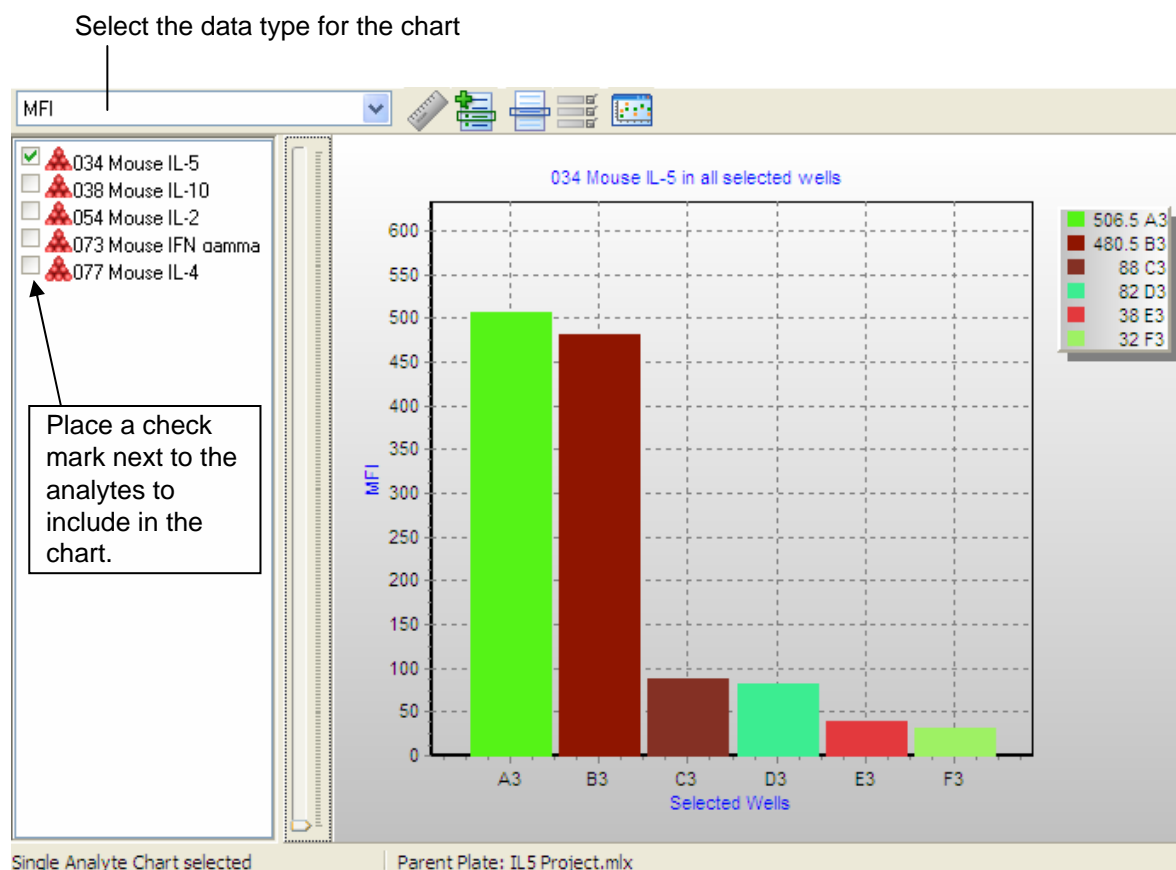 Select the data type for the chart
MFI
034 Mouse IL-5
038 Mouse IL-10
054 Mouse IL-2
073 Mouse IFN gamma
077 Mouse IL-4
Place a check
mark next to the
analytes to
include in the
chart.
034 Mouse IL-5 in all selected wells
MFI
600
550
500
450
400
350
300
250
200
150
100
50
0
A3 B3 C3 D3 E3 F3
Selected Wells
506.5 A3
480.5 B3
88 C3
82 D3
38 E3
32 F3
Single Analyte Chart selected
Parent Plate: IL5 Project.mlx